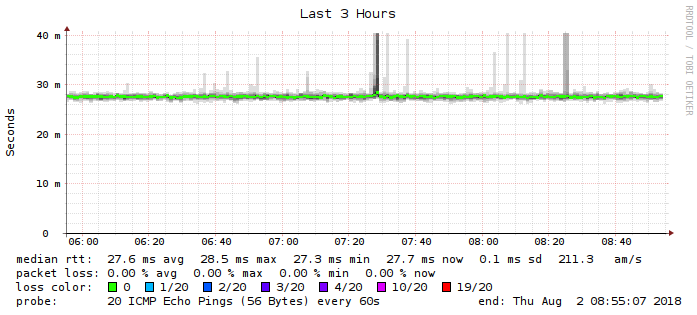 Last 3 Hours
RRDTOOL / TOBI OETIKER
Seconds
40 m
30 m
20 m
10 m
0
06:00 06:20 06:40 07:00 07:20 07:40 08:00 08:20 08:40
median rtt: 27.6 ms avg 28.5 ms max 27.3 ms min 27.7 ms now 0.1 ms sd 211.3 am/s
packet loss: 0.00 % avg 0.00 % max 0.00 % min 0.00 % now
loss color: 0 1/20 2/20 3/20 4/20 10/20 19/20
probe: 20 ICMP Echo Pings (56 Bytes) every 60s end: Thu Aug 2 08:55:07 2018